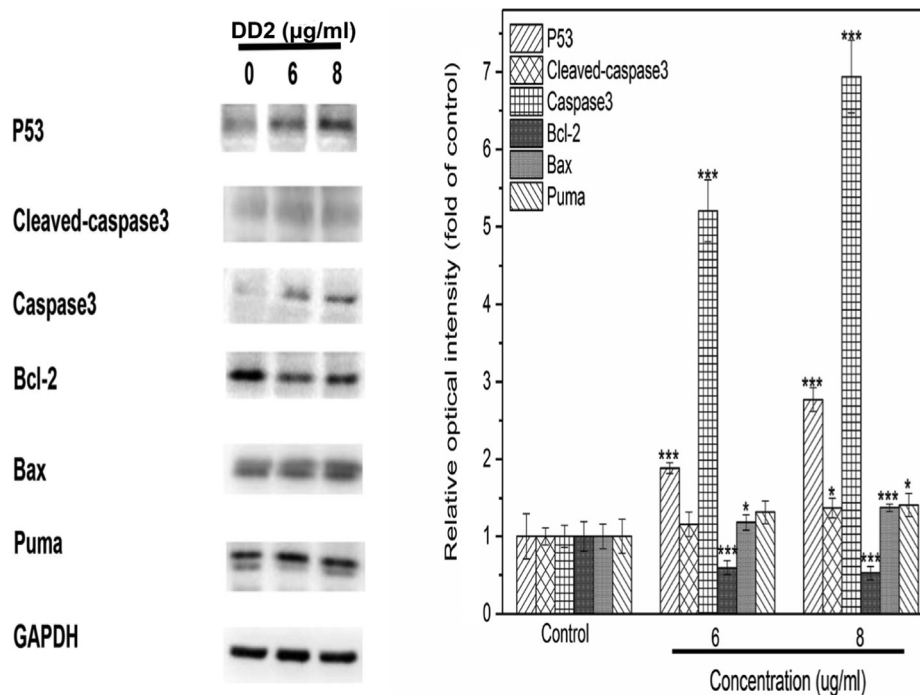 DD2 (µg/ml)
0 6 8
P53
Cleaved-caspase3
Caspase3
Bcl-2
Bax
Puma
GAPDH
Relative optical intensity (fold of control)
7
6
5
4
3
2
1
0
P53
Cleaved-caspase3
Caspase3
Bcl-2
Bax
Puma
***
***
***
*
***
*
***
***
***
*
Control 6 8
Concentration (ug/ml)